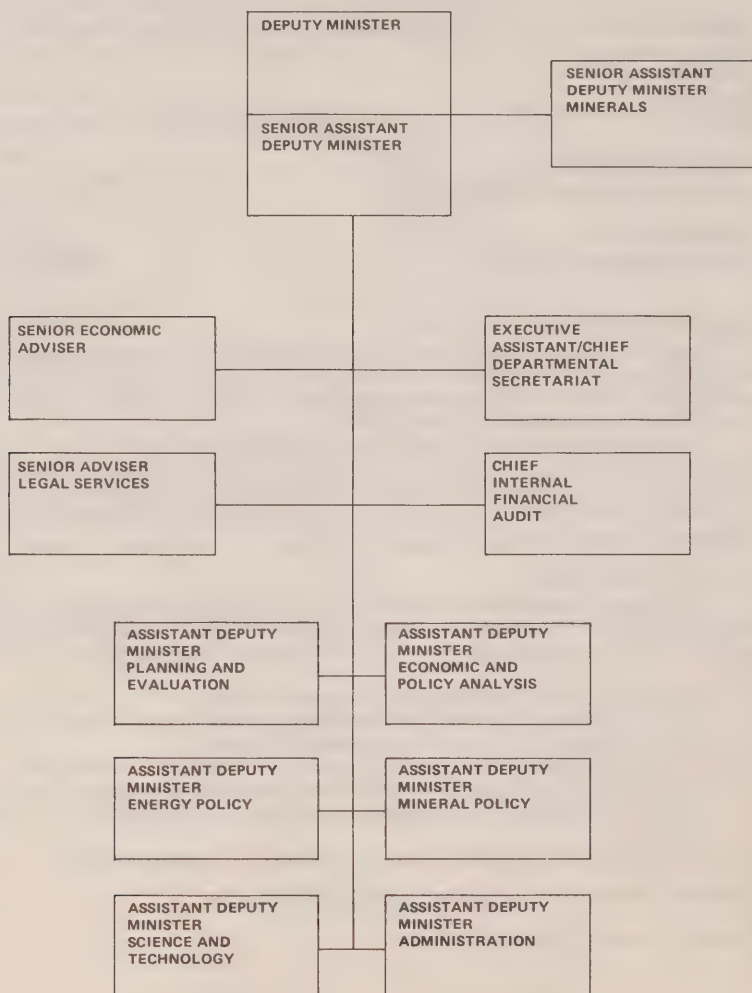 DEPUTY MINISTER
SENIOR ASSISTANT
DEPUTY MINISTER
SENIOR ASSISTANT
DEPUTY MINISTER
MINERALS
SENIOR ECONOMIC
ADVISER
EXECUTIVE
ASSISTANT/CHIEF
DEPARTMENTAL
SECRETARIAT
SENIOR ADVISER
LEGAL SERVICES
CHIEF
INTERNAL
FINANCIAL
AUDIT
ASSISTANT DEPUTY
MINISTER
PLANNING AND
EVALUATION
ASSISTANT DEPUTY
MINISTER
ECONOMIC AND
POLICY ANALYSIS
ASSISTANT DEPUTY
MINISTER
ENERGY POLICY
ASSISTANT DEPUTY
MINISTER
MINERAL POLICY
ASSISTANT DEPUTY
MINISTER
SCIENCE AND
TECHNOLOGY
ASSISTANT DEPUTY
MINISTER
ADMINISTRATION